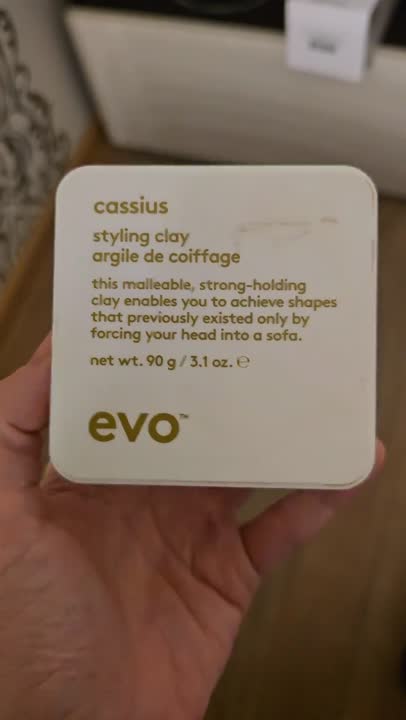 cassius
styling clay
argile de coiffage
this malleable, strong-holding
clay enables you to achieve shapes
that previously existed only by
forcing your head into a sofa.
net wt. 90 g / 3.1 oz. ℮
evo™